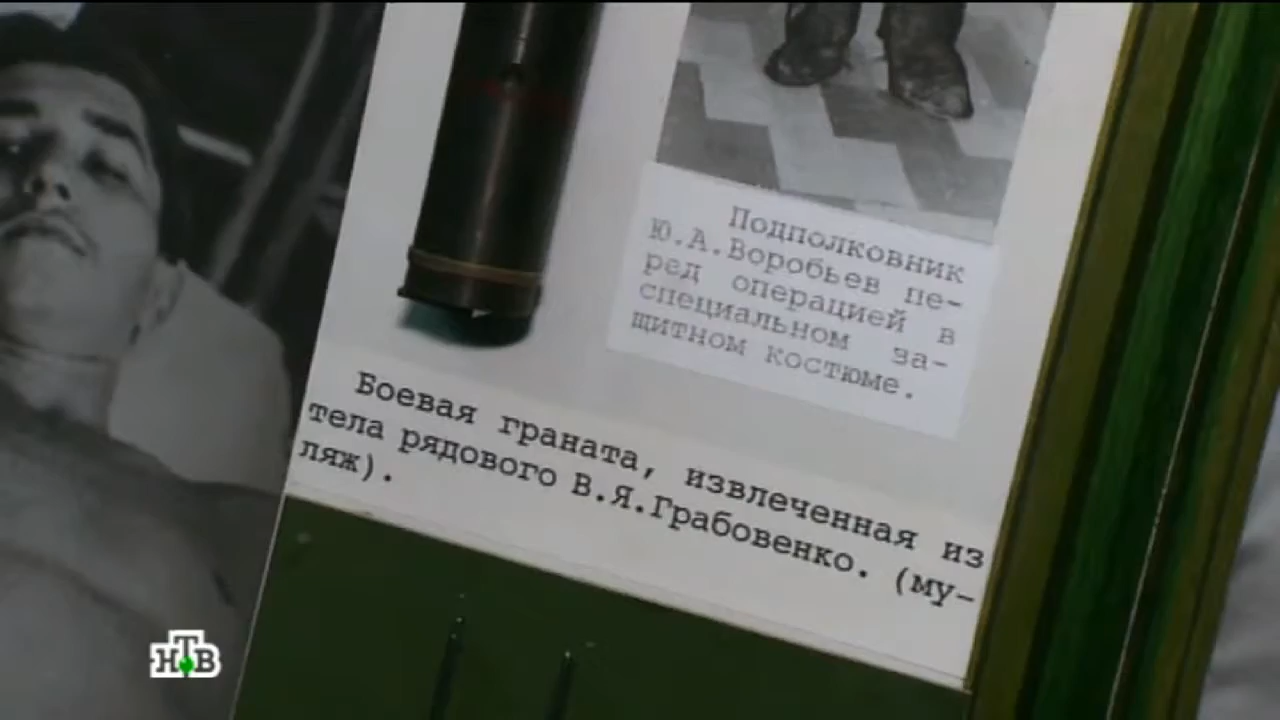 Подполковник
Ю.А.Воробьев пе-
ред операцией в
специальном за-
щитном костюме.
Боевая граната, извлеченная из
тела рядового В.Я.Грабовенко. (му-
ляж).
НТВ